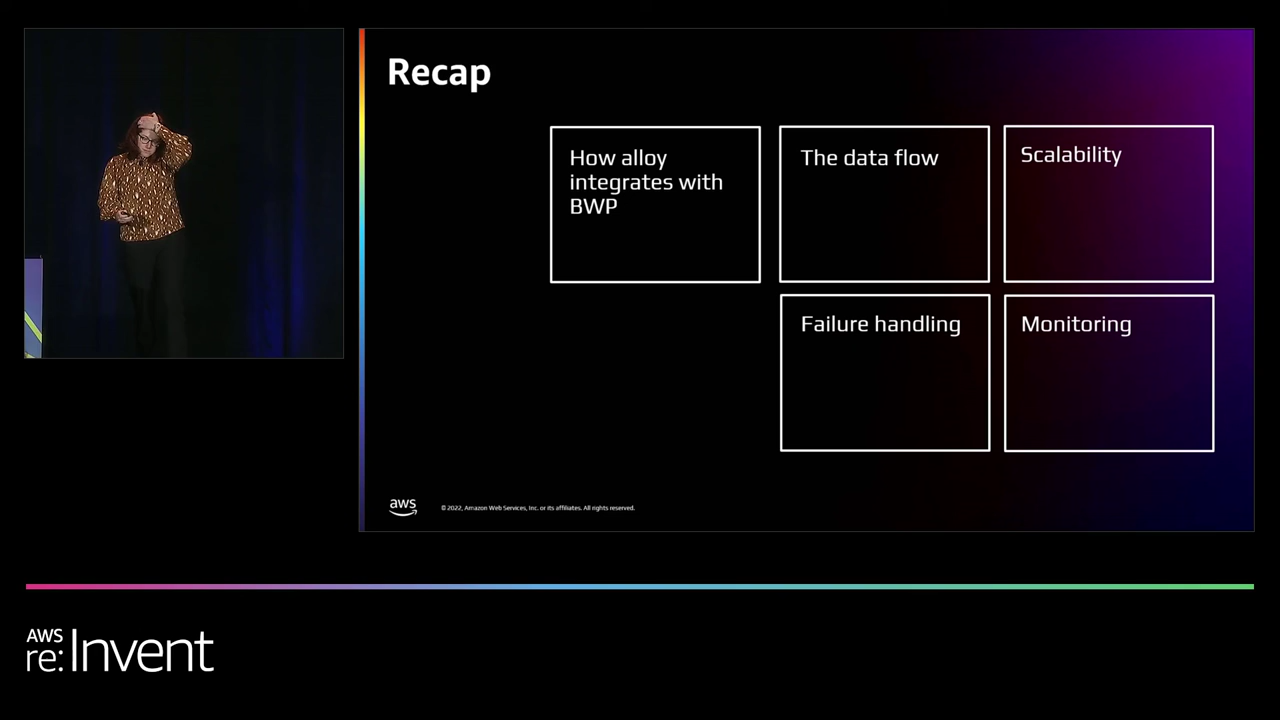 Recap
How alloy
integrates with
BWP
The data flow
Scalability
Failure handling
Monitoring
aws
© 2022, Amazon Web Services, Inc. or its affiliates. All rights reserved.
AWS
re:Invent